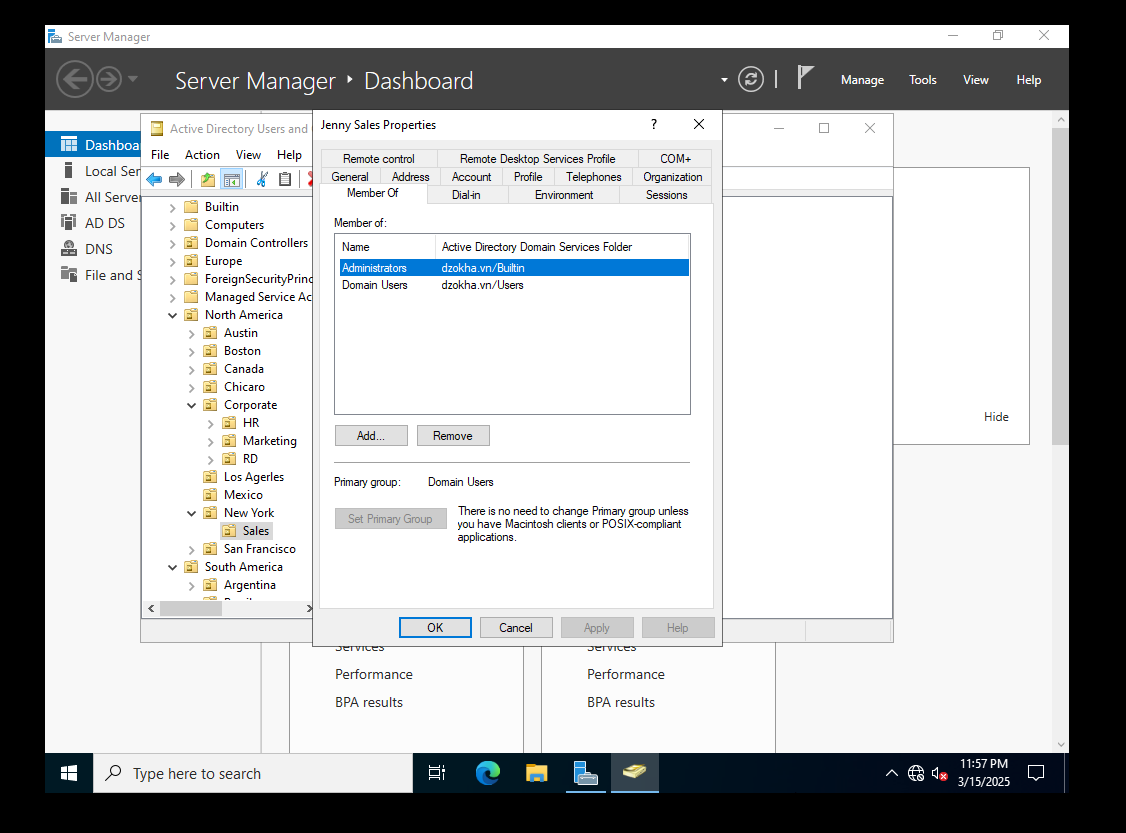 Server Manager
Server Manager • Dashboard
Manage Tools View Help
Dashboa
Local Ser
All Server
AD DS
DNS
File and S
Active Directory Users and
File Action View Help
Builtin
Computers
Domain Controllers
Europe
ForeignSecurityPrinc
Managed Service Ac
North America
Austin
Boston
Canada
Chicaro
Corporate
HR
Marketing
RD
Los Agerles
Mexico
New York
Sales
San Francisco
South America
Argentina
Jenny Sales Properties
?
Remote control Remote Desktop Services Profile COM+
General Address Account Profile Telephones Organization
Member Of Dial-in Environment Sessions
Member of:
Name Active Directory Domain Services Folder
Administrators dzokha.vn/Builtin
Domain Users dzokha.vn/Users
Add... Remove
Primary group: Domain Users
Set Primary Group
There is no need to change Primary group unless
you have Macintosh clients or POSIX-compliant
applications.
OK Cancel Apply Help
Hide
Services Services
Performance Performance
BPA results BPA results
Type here to search
11:57 PM
3/15/2025